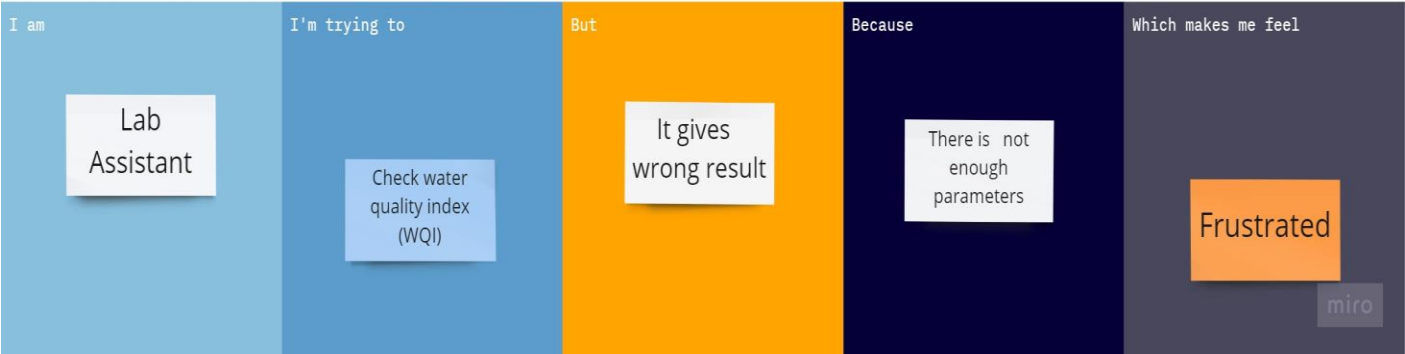 I am
Lab
Assistant
I'm trying to
Check water
quality index
(WQI)
But
It gives
wrong result
Because
There is not
enough
parameters
Which makes me feel
Frustrated
miro